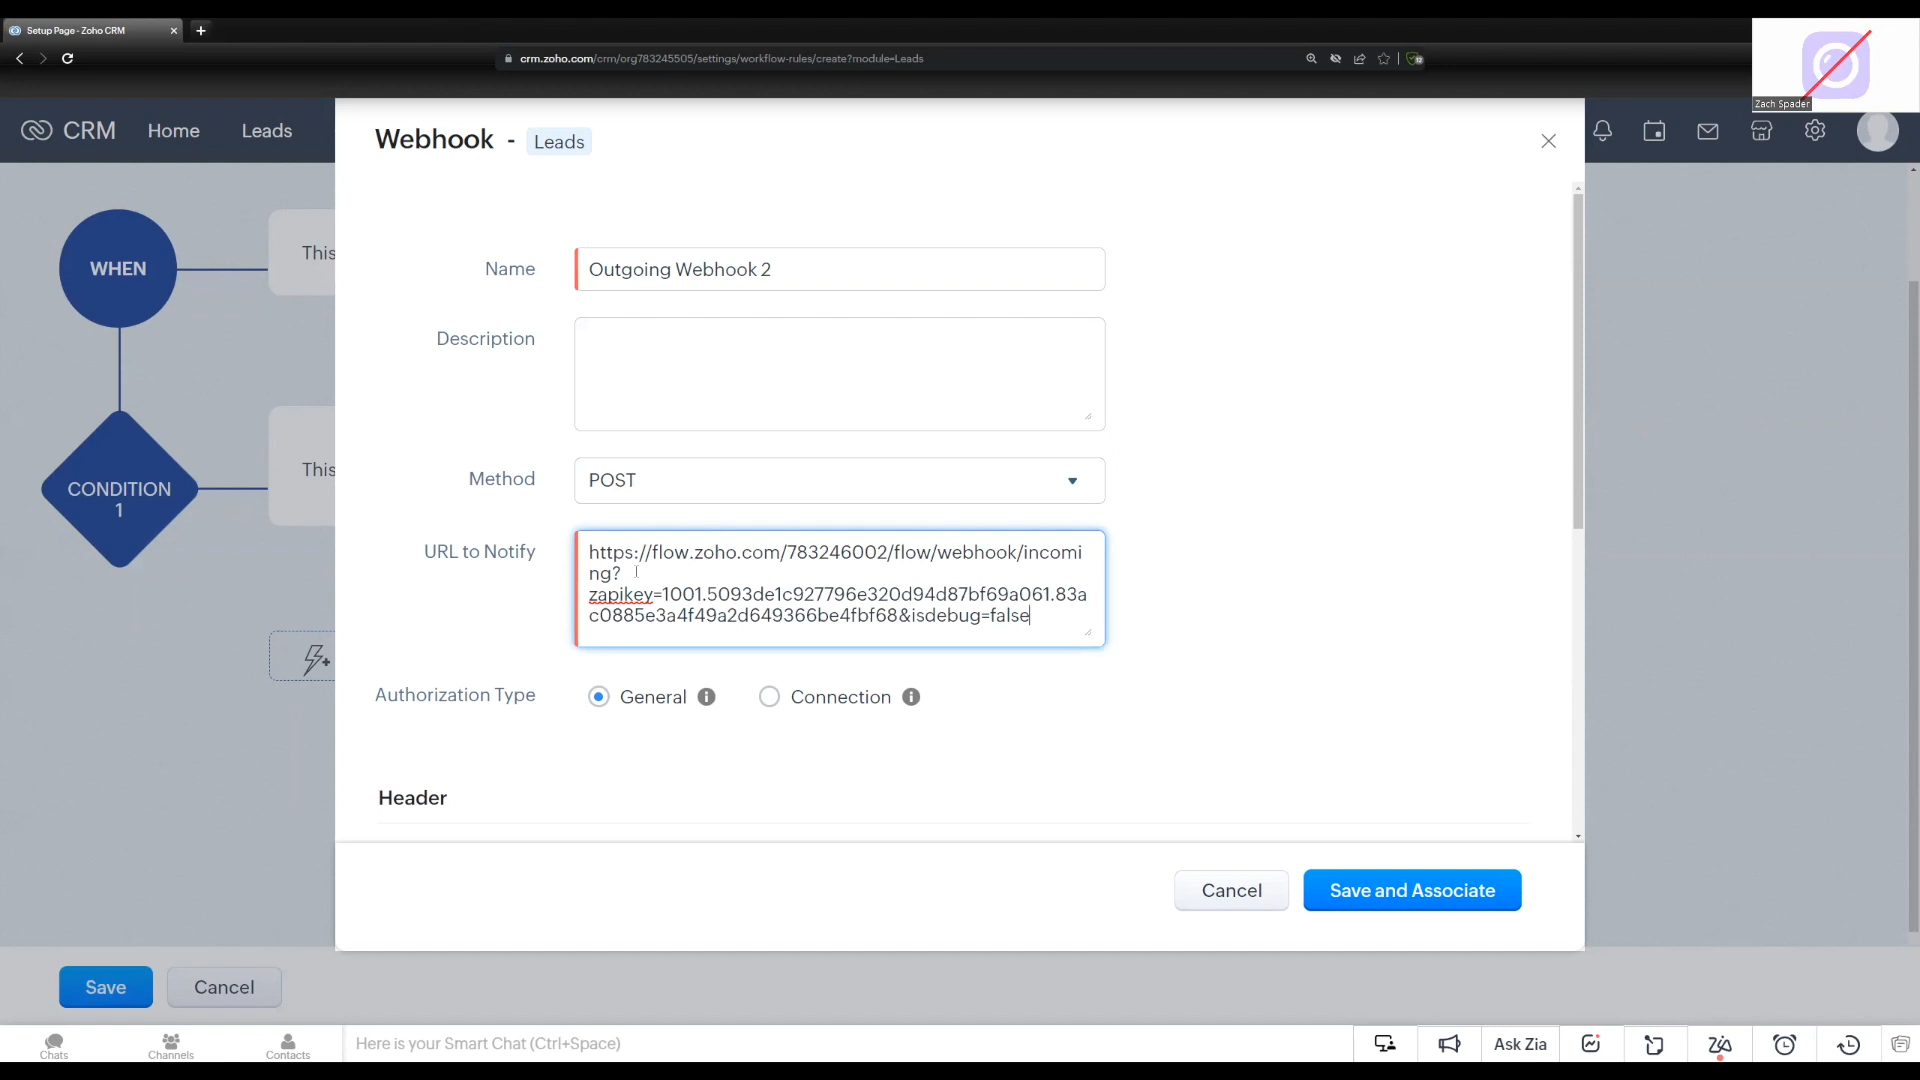 Setup Page - Zoho CRM
crm.zoho.com/crm/org783245505/settings/workflow-rules/create?module=Leads
Zach Spader
CRM
Home
Leads
Webhook - Leads
WHEN
This
CONDITION
1
This
Name
Outgoing Webhook 2
Description
Method
POST
URL to Notify
https://flow.zoho.com/783246002/flow/webhook/incomi
ng?
zapikey=1001.5093de1c927796e320d94d87bf69a061.83a
c0885e3a4f49a2d649366be4fbf68&isdebug=false
Authorization Type
General
Connection
Header
Cancel
Save and Associate
Save
Cancel
Chats
Channels
Contacts
Here is your Smart Chat (Ctrl+Space)
Ask Zia